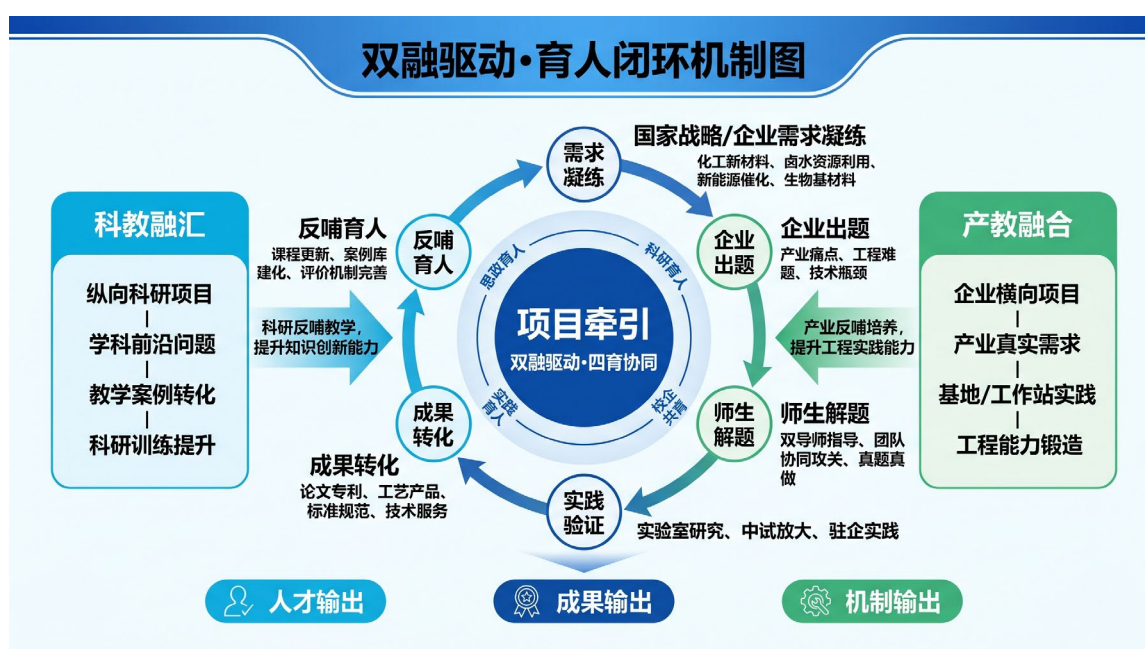 双融驱动·育人闭环机制图
科教融汇
纵向科研项目
学科前沿问题
教学案例转化
科研训练提升
科研反哺教学，
提升知识创新能力
需求
凝练
国家战略/企业需求凝练
化工新材料、卤水资源利用、
新能源催化、生物基材料
企业
出题
企业出题
产业痛点、工程难
题、技术瓶颈
师生
解题
师生解题
双导师指导、团队
协同攻关、真题真
做
实践
验证
实验室研究、中试放大、驻企实践
成果
转化
成果转化
论文专利、工艺产品、
标准规范、技术服务
反哺
育人
反哺育人
课程更新、案例库
建化、评价机制完善
思政育人
科研育人
实践
育人
校企
共育
项目牵引
双融驱动·四育协同
产教融合
企业横向项目
产业真实需求
基地/工作站实践
工程能力锻造
产业反哺培养，
提升工程实践能力
人才输出
成果输出
机制输出